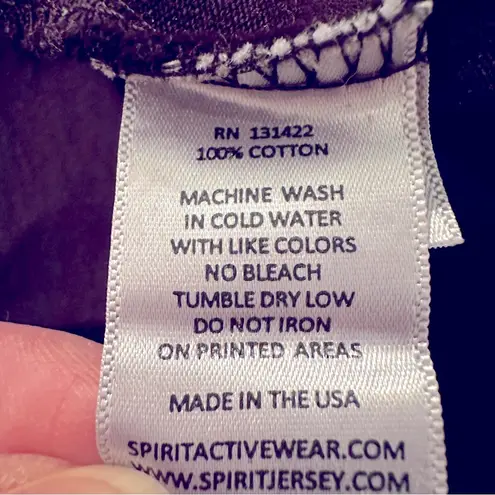 RN 131422
100% COTTON
MACHINE WASH
IN COLD WATER
WITH LIKE COLORS
NO BLEACH
TUMBLE DRY LOW
DO NOT IRON
ON PRINTED AREAS
MADE IN THE USA
SPIRITACTIVEWEAR.COM
WWW.SPIRITJERSEY.COM